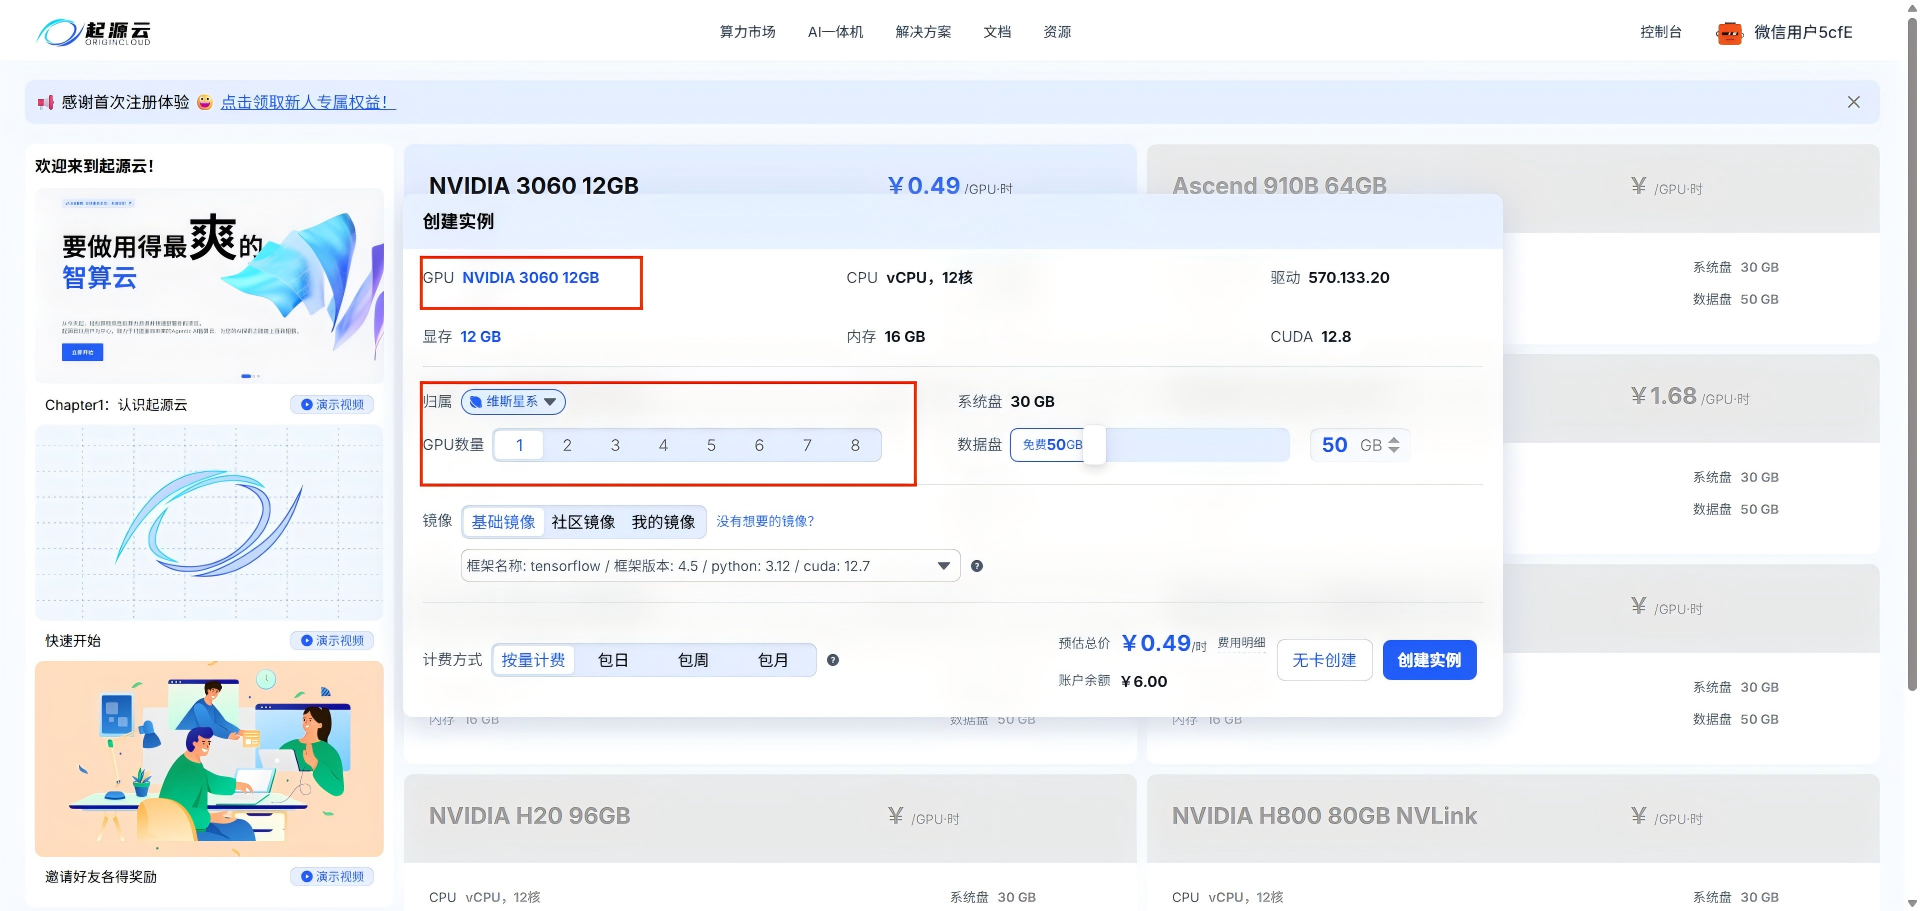 起源云
ORIGINCLOUD
算力市场 AI一体机 解决方案 文档 资源
控制台 微信用户5cfE
感谢首次注册体验 点击领取新人专属权益！
欢迎来到起源云！
要做用得最爽的
智算云
立即开始
Chapter1：认识起源云 演示视频
快速开始 演示视频
邀请好友各得奖励 演示视频
NVIDIA 3060 12GB ￥0.49 /GPU·时
Ascend 910B 64GB ￥ /GPU·时
系统盘 30 GB
数据盘 50 GB
创建实例
GPU NVIDIA 3060 12GB CPU vCPU，12核 驱动 570.133.20
显存 12 GB 内存 16 GB CUDA 12.8
归属 维斯星系 系统盘 30 GB
GPU数量 1 2 3 4 5 6 7 8 数据盘 免费50GB 50 GB
镜像 基础镜像 社区镜像 我的镜像 没有想要的镜像？
框架名称: tensorflow / 框架版本: 4.5 / python: 3.12 / cuda: 12.7
计费方式 按量计费 包日 包周 包月
预估总价 ￥0.49/时 费用明细
账户余额 ￥6.00
无卡创建 创建实例
￥1.68 /GPU·时
系统盘 30 GB
数据盘 50 GB
￥ /GPU·时
系统盘 30 GB
数据盘 50 GB
内存 16 GB 数据盘 50 GB
内存 16 GB
NVIDIA H20 96GB ￥ /GPU·时
CPU vCPU，12核 系统盘 30 GB
NVIDIA H800 80GB NVLink ￥ /GPU·时
CPU vCPU，12核 系统盘 30 GB